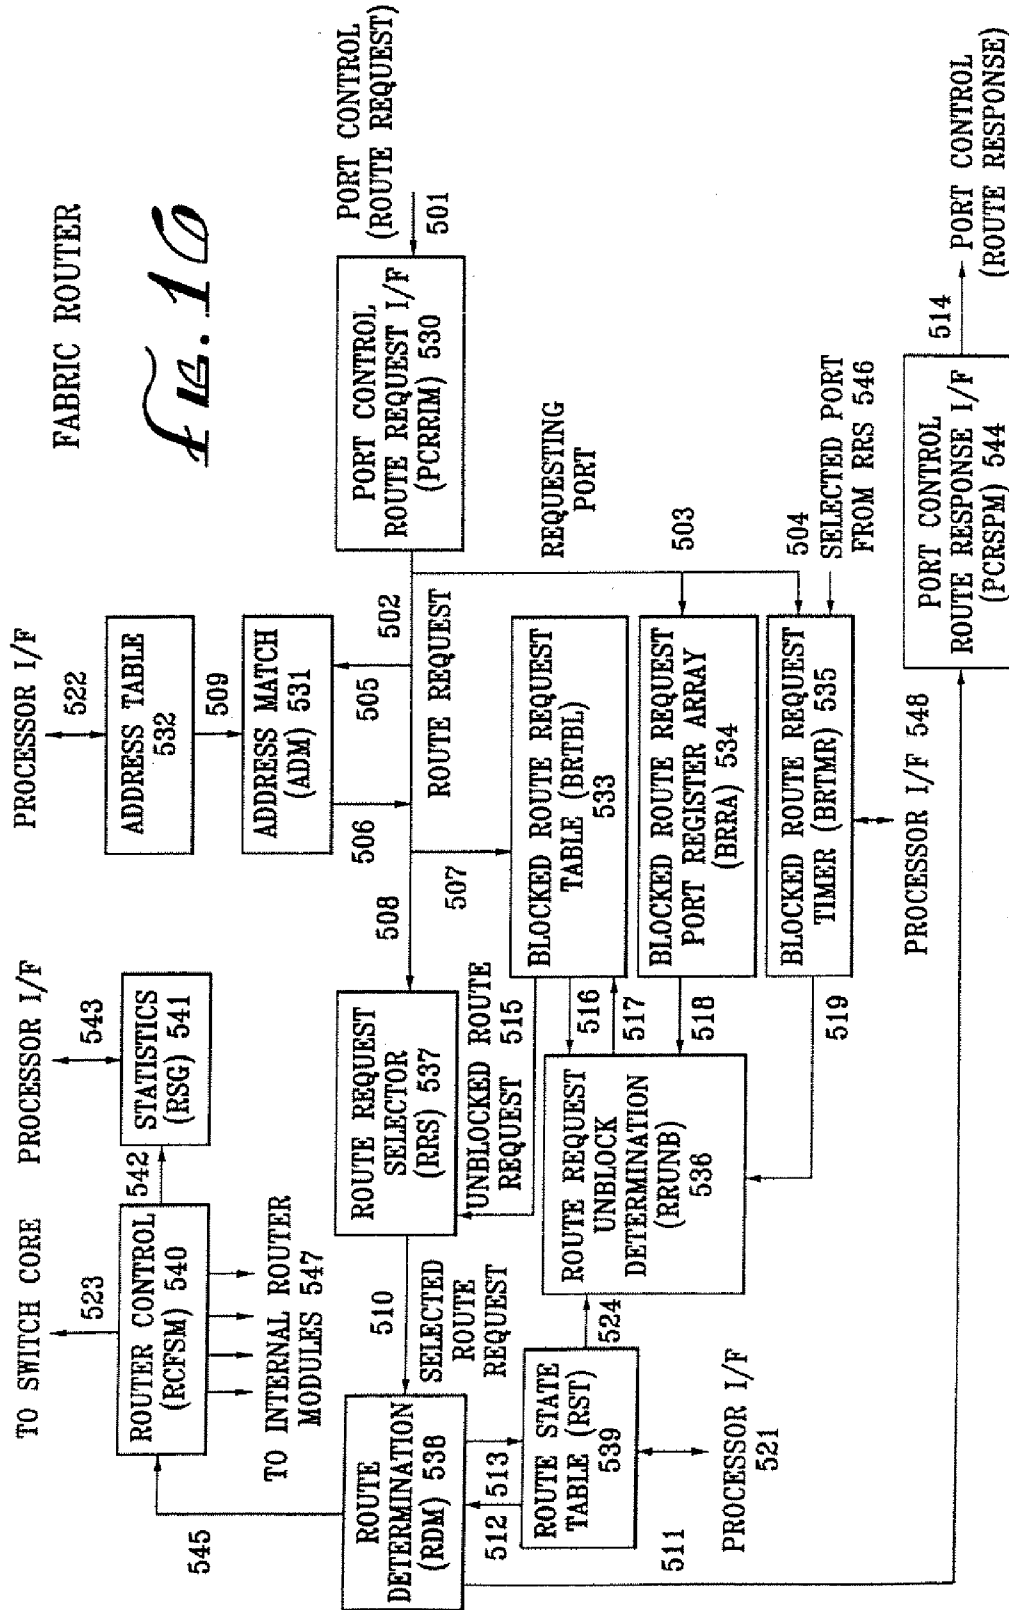 FABRIC ROUTER
FIG. 16
TO SWITCH CORE
523
ROUTER CONTROL
(RCFSM) 540
545
TO INTERNAL ROUTER
MODULES 547
542
PROCESSOR I/F
543
STATISTICS
(RSG) 541
PROCESSOR I/F
522
ADDRESS TABLE
532
509
ADDRESS MATCH
(ADM) 531
506
505
PORT CONTROL
(ROUTE REQUEST)
501
PORT CONTROL
ROUTE REQUEST I/F
(PCRRIM) 530
502
ROUTE REQUEST
508
507
REQUESTING
PORT
503
504
SELECTED PORT
FROM RRS 546
ROUTE
DETERMINATION
(RDM) 538
510
SELECTED
ROUTE
REQUEST
ROUTE REQUEST
SELECTOR
(RRS) 537
UNBLOCKED ROUTE
REQUEST
515
BLOCKED ROUTE REQUEST
TABLE (BRTBL)
533
516
517
518
519
BLOCKED ROUTE REQUEST
PORT REGISTER ARRAY
(BRRA) 534
BLOCKED ROUTE REQUEST
TIMER (BRTMR) 535
PROCESSOR I/F 548
ROUTE REQUEST
UNBLOCK
DETERMINATION
(RRUNB)
536
524
512
513
ROUTE STATE
TABLE (RST)
539
511
PROCESSOR I/F
521
PORT CONTROL
ROUTE RESPONSE I/F
(PCRSPM) 544
514
PORT CONTROL
(ROUTE RESPONSE)